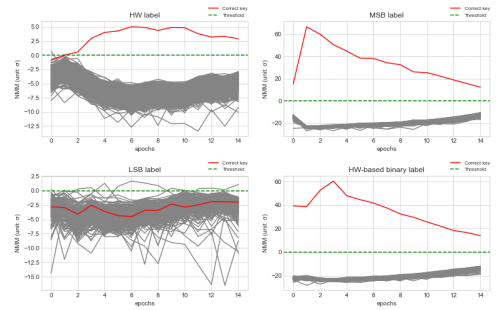 HW label
Correct key
Threshold
NMM (unit: σ)
5.0
2.5
0.0
−2.5
−5.0
−7.5
−10.0
−12.5
0 2 4 6 8 10 12 14
epochs
MSB label
Correct key
Threshold
NMM (unit: σ)
80
60
40
20
0
−20
0 2 4 6 8 10 12 14
epochs
LSB label
Correct key
Threshold
NMM (unit: σ)
2.5
0.0
−2.5
−5.0
−7.5
−10.0
−12.5
−15.0
0 2 4 6 8 10 12 14
epochs
HW-based binary label
Correct key
Threshold
NMM (unit: σ)
60
40
20
0
−20
0 2 4 6 8 10 12 14
epochs